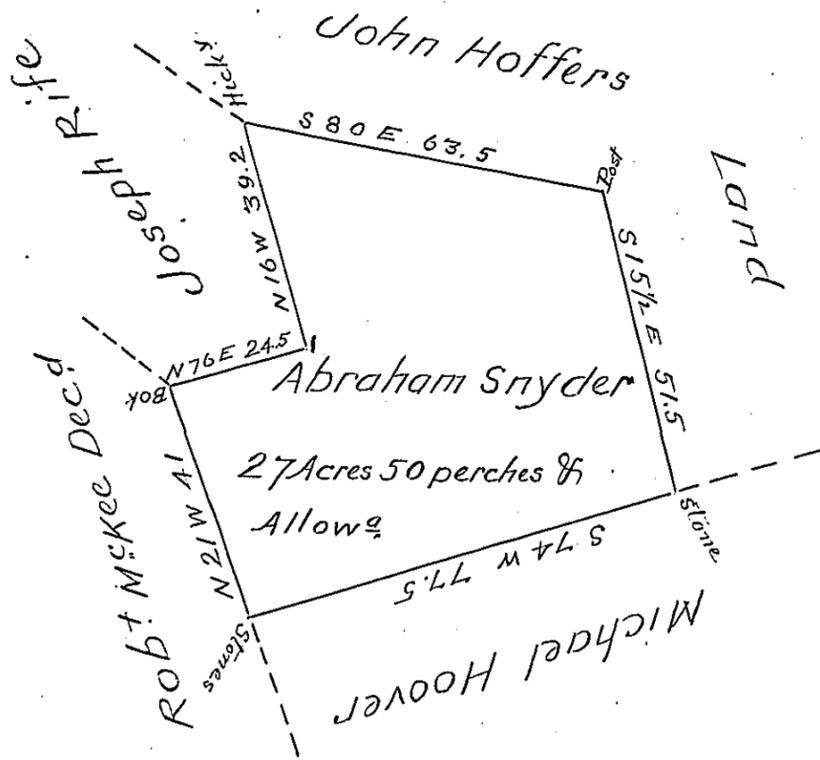 John Hoffers
Land
Joseph Rife
Hicky.
S 80 E. 63.5
Post
N 16 W 39.2
S 15½ E 51.5
N 76 E 24.5
BOK
Abraham Snyder
27 Acres 50 perches &
Allowa.
Robt McKee Decd
N 21 W 41
S 74 W 77.5
Stone
Stones
Michael Hoover